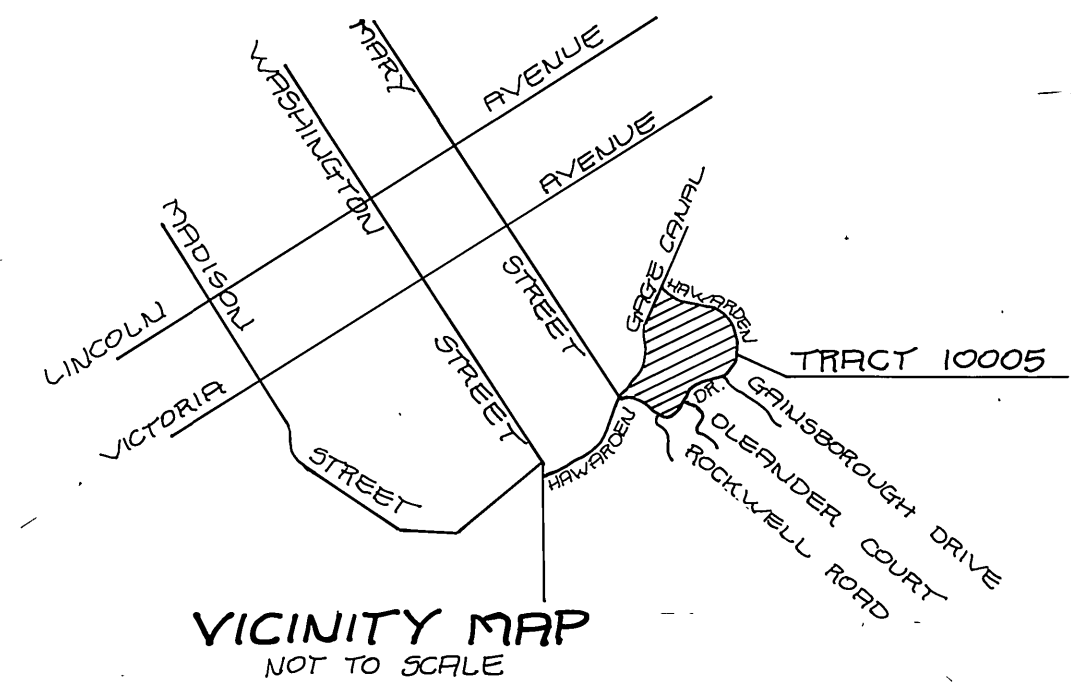 MARY
STREET
WASHINGTON
STREET
MADISON
STREET
LINCOLN AVENUE
VICTORIA AVENUE
GAGE CANAL
HAWARDEN
HAWARDEN
DR.
TRACT 10005
GAINSBOROUGH DRIVE
OLEANDER COURT
ROCKWELL ROAD
VICINITY MAP
NOT TO SCALE